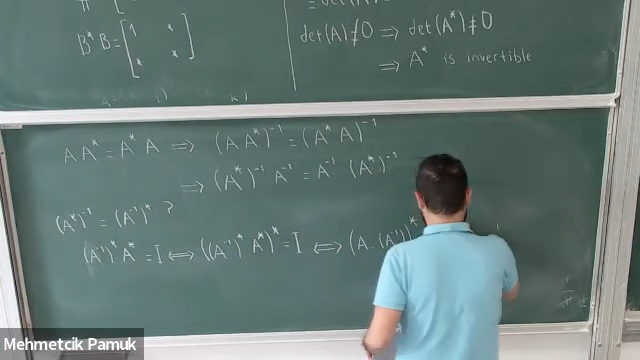 B* B = [1 * * *]
det(A) ≠ 0 ⟹ det(A*) ≠ 0
⟹ A* is invertible
A A* = A* A ⟹ (A A*)⁻¹ = (A* A)⁻¹
⟹ (A*)⁻¹ A⁻¹ = A⁻¹ (A*)⁻¹
(A*)⁻¹ = (A⁻¹)* ?
(A⁻¹)* A* = I ⟺ ((A⁻¹)* A*)* = I ⟺ (A . (A⁻¹))*
Mehmetcik Pamuk